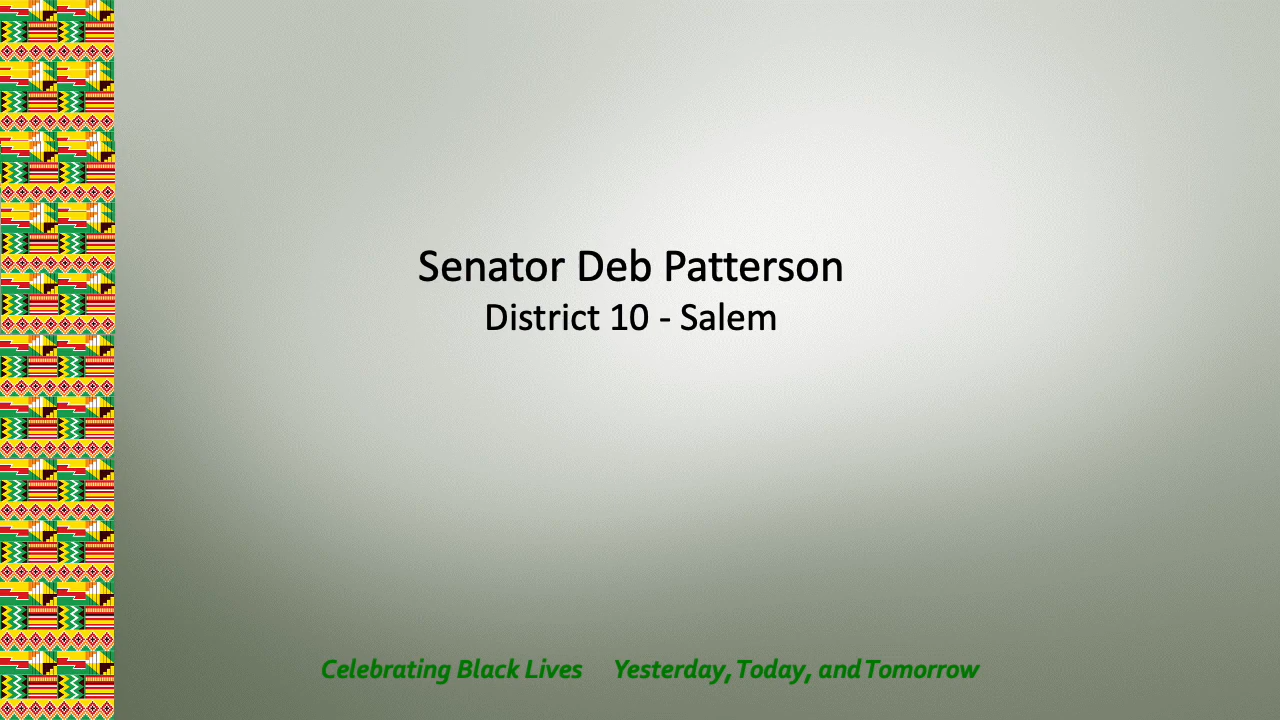 Senator Deb Patterson
District 10 - Salem
Celebrating Black Lives Yesterday, Today, and Tomorrow